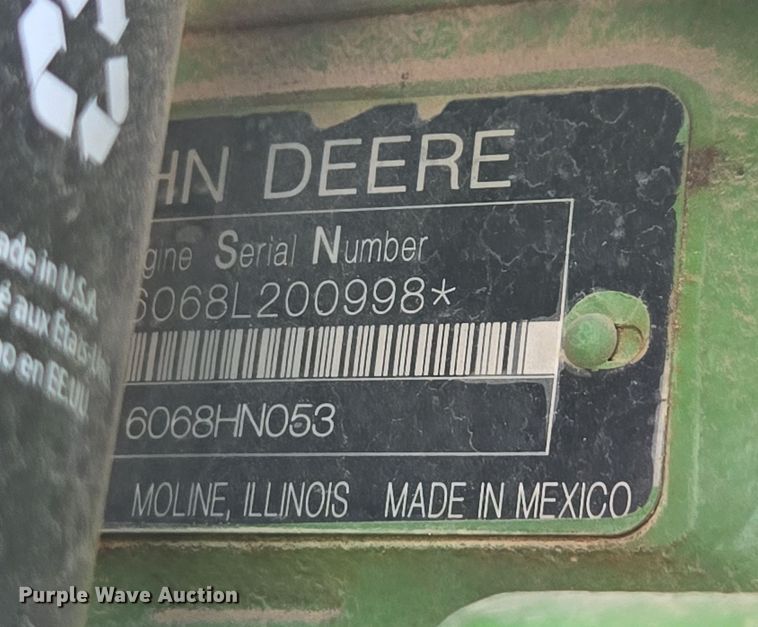 HN DEERE
gine Serial Number
6068L200998*
6068HN053
MOLINE, ILLINOIS MADE IN MEXICO
ade in U.S.A.
é aux États-
o en EE.UU.
Purple Wave Auction